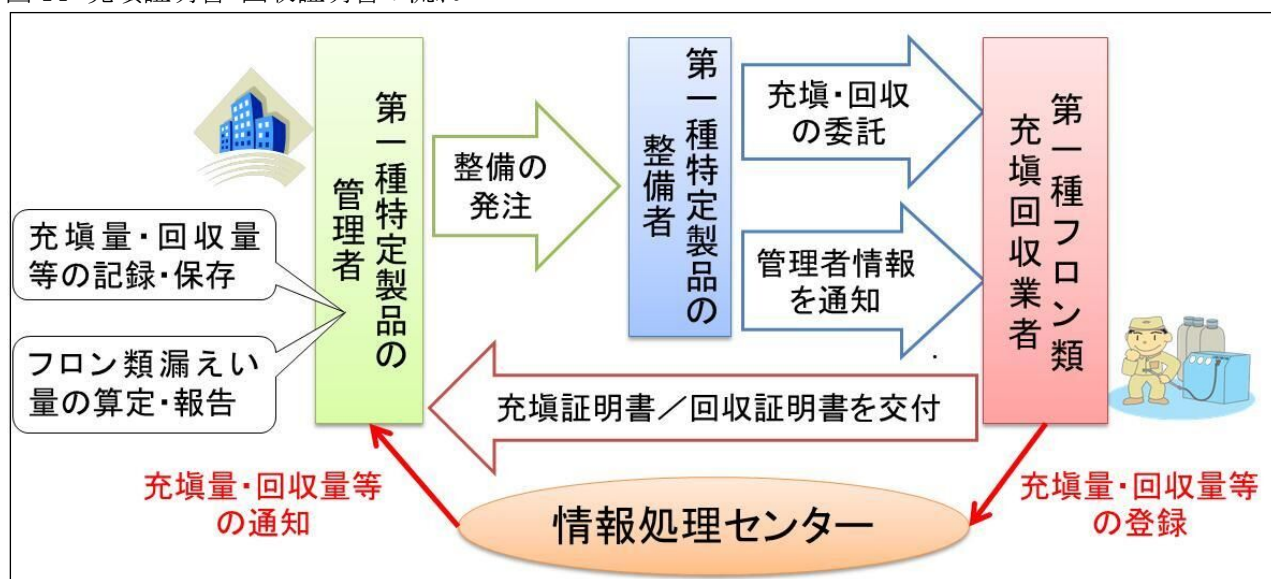 第一種特定製品の
管理者
充塡量・回収量
等の記録・保存
フロン類漏えい
量の算定・報告
整備の
発注
第一種特定製品の
整備者
充塡・回収
の委託
管理者情報
を通知
第一種フロン類
充塡回収業者
充塡証明書／回収証明書を交付
充塡量・回収量等
の通知
情報処理センター
充塡量・回収量等
の登録